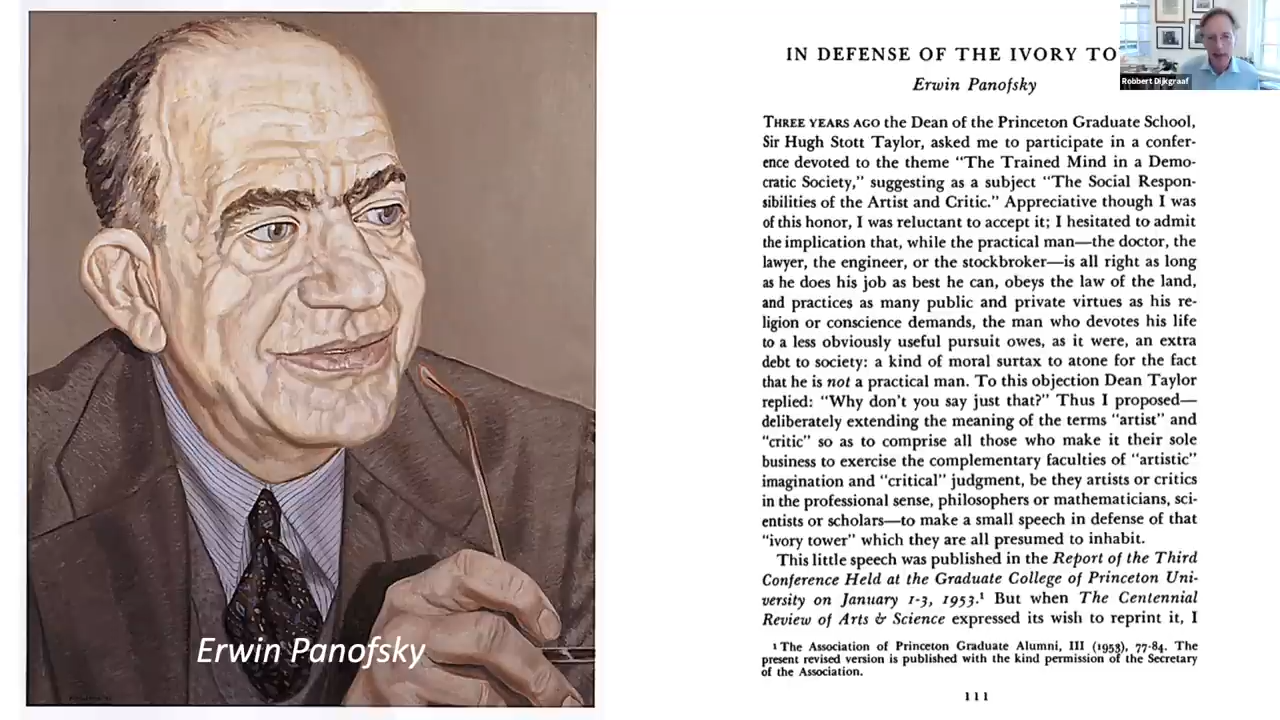 Erwin Panofsky
IN DEFENSE OF THE IVORY TO
Erwin Panofsky
THREE YEARS AGO the Dean of the Princeton Graduate School,
Sir Hugh Stott Taylor, asked me to participate in a confer-
ence devoted to the theme “The Trained Mind in a Demo-
cratic Society,” suggesting as a subject “The Social Respon-
sibilities of the Artist and Critic.” Appreciative though I was
of this honor, I was reluctant to accept it; I hesitated to admit
the implication that, while the practical man—the doctor, the
lawyer, the engineer, or the stockbroker—is all right as long
as he does his job as best he can, obeys the law of the land,
and practices as many public and private virtues as his re-
ligion or conscience demands, the man who devotes his life
to a less obviously useful pursuit owes, as it were, an extra
debt to society: a kind of moral surtax to atone for the fact
that he is not a practical man. To this objection Dean Taylor
replied: “Why don’t you say just that?” Thus I proposed—
deliberately extending the meaning of the terms “artist” and
“critic” so as to comprise all those who make it their sole
business to exercise the complementary faculties of “artistic”
imagination and “critical” judgment, be they artists or critics
in the professional sense, philosophers or mathematicians, sci-
entists or scholars—to make a small speech in defense of that
“ivory tower” which they are all presumed to inhabit.
This little speech was published in the Report of the Third
Conference Held at the Graduate College of Princeton Uni-
versity on January 1-3, 1953.¹ But when The Centennial
Review of Arts & Science expressed its wish to reprint it, I
¹ The Association of Princeton Graduate Alumni, III (1953), 77-84. The
present revised version is published with the kind permission of the Secretary
of the Association.
111
Robbert Dijkgraaf